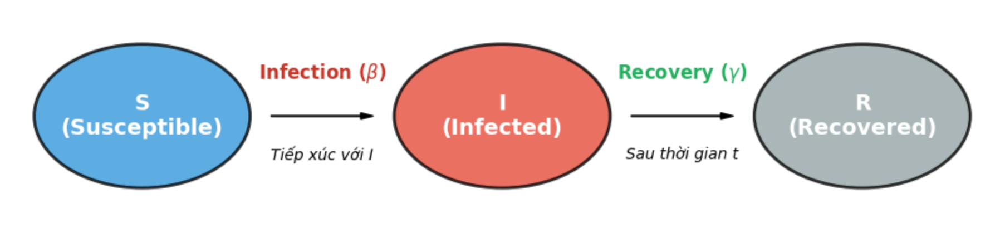 S
(Susceptible)
Infection (β)
Tiếp xúc với I
I
(Infected)
Recovery (γ)
Sau thời gian t
R
(Recovered)